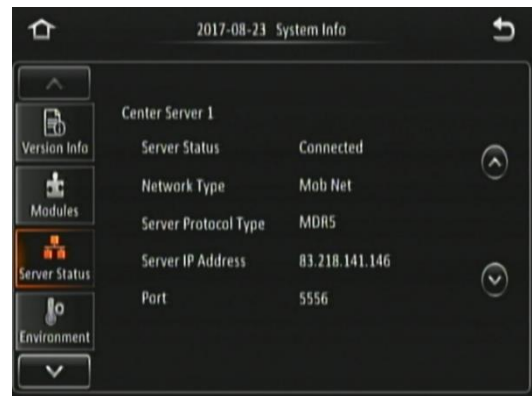 2017-08-23 System Info
Version Info
Modules
Server Status
Environment
Center Server 1
Server Status Connected
Network Type Mob Net
Server Protocol Type MDR5
Server IP Address 83.218.141.146
Port 5556